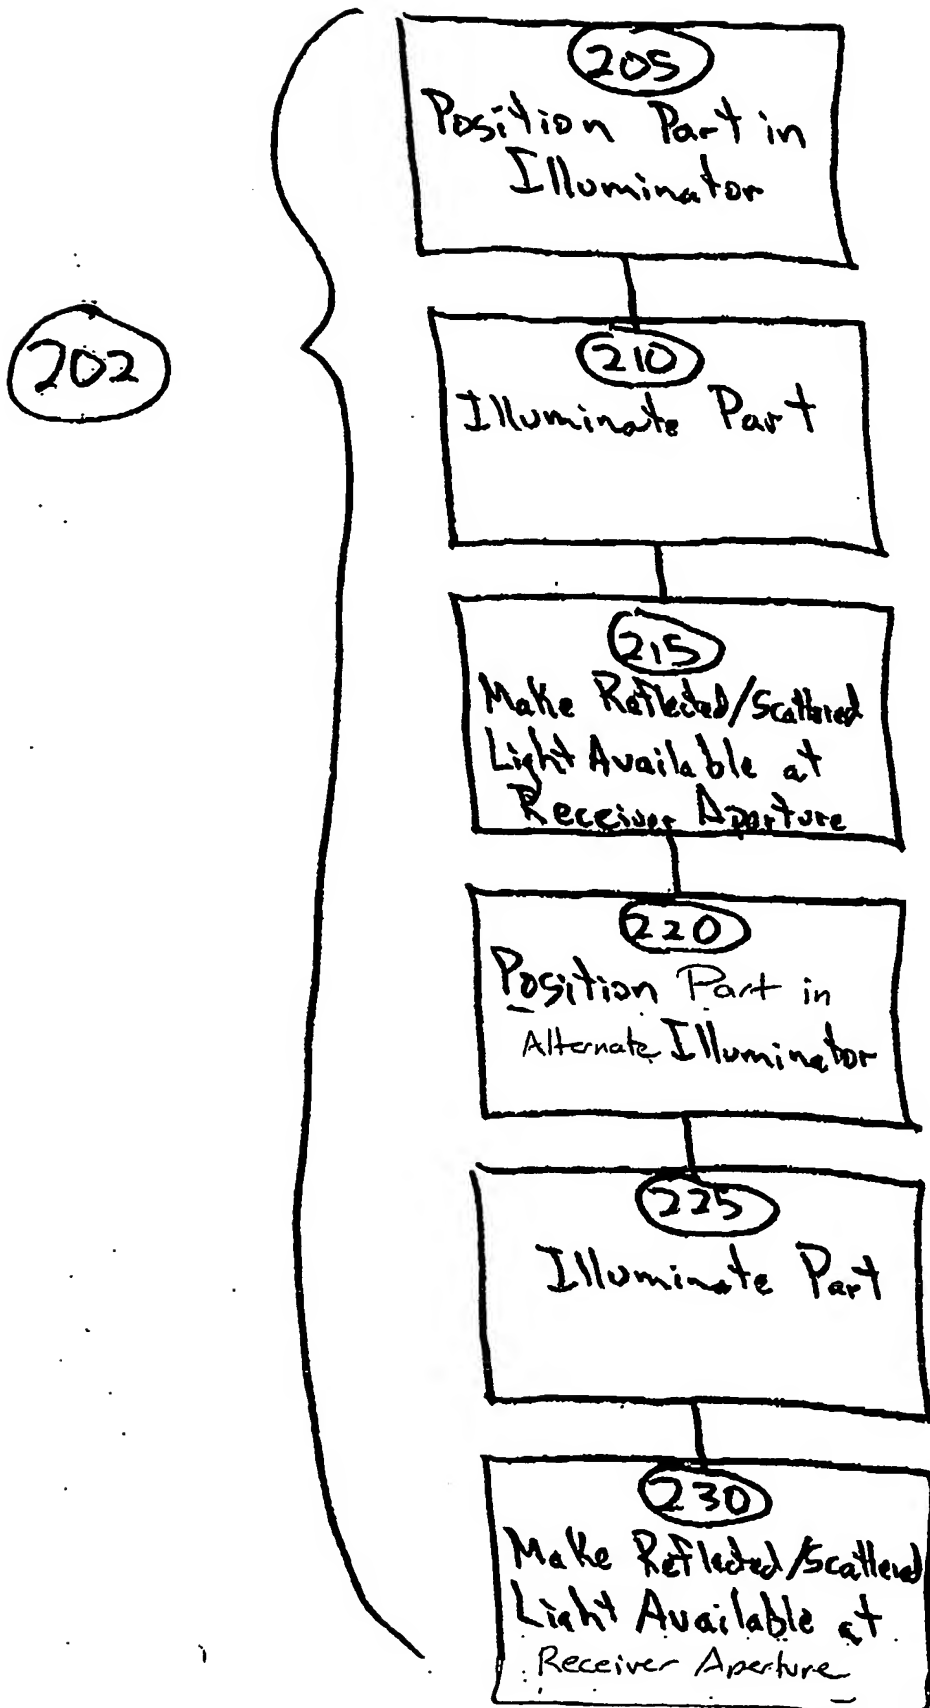 205
Position Part in
Illuminator
202
210
Illuminate Part
215
Make Reflected/Scattered
Light Available at
Receiver Aperture
220
Position Part in
Alternate Illuminator
225
Illuminate Part
230
Make Reflected/Scattered
Light Available at
Receiver Aperture